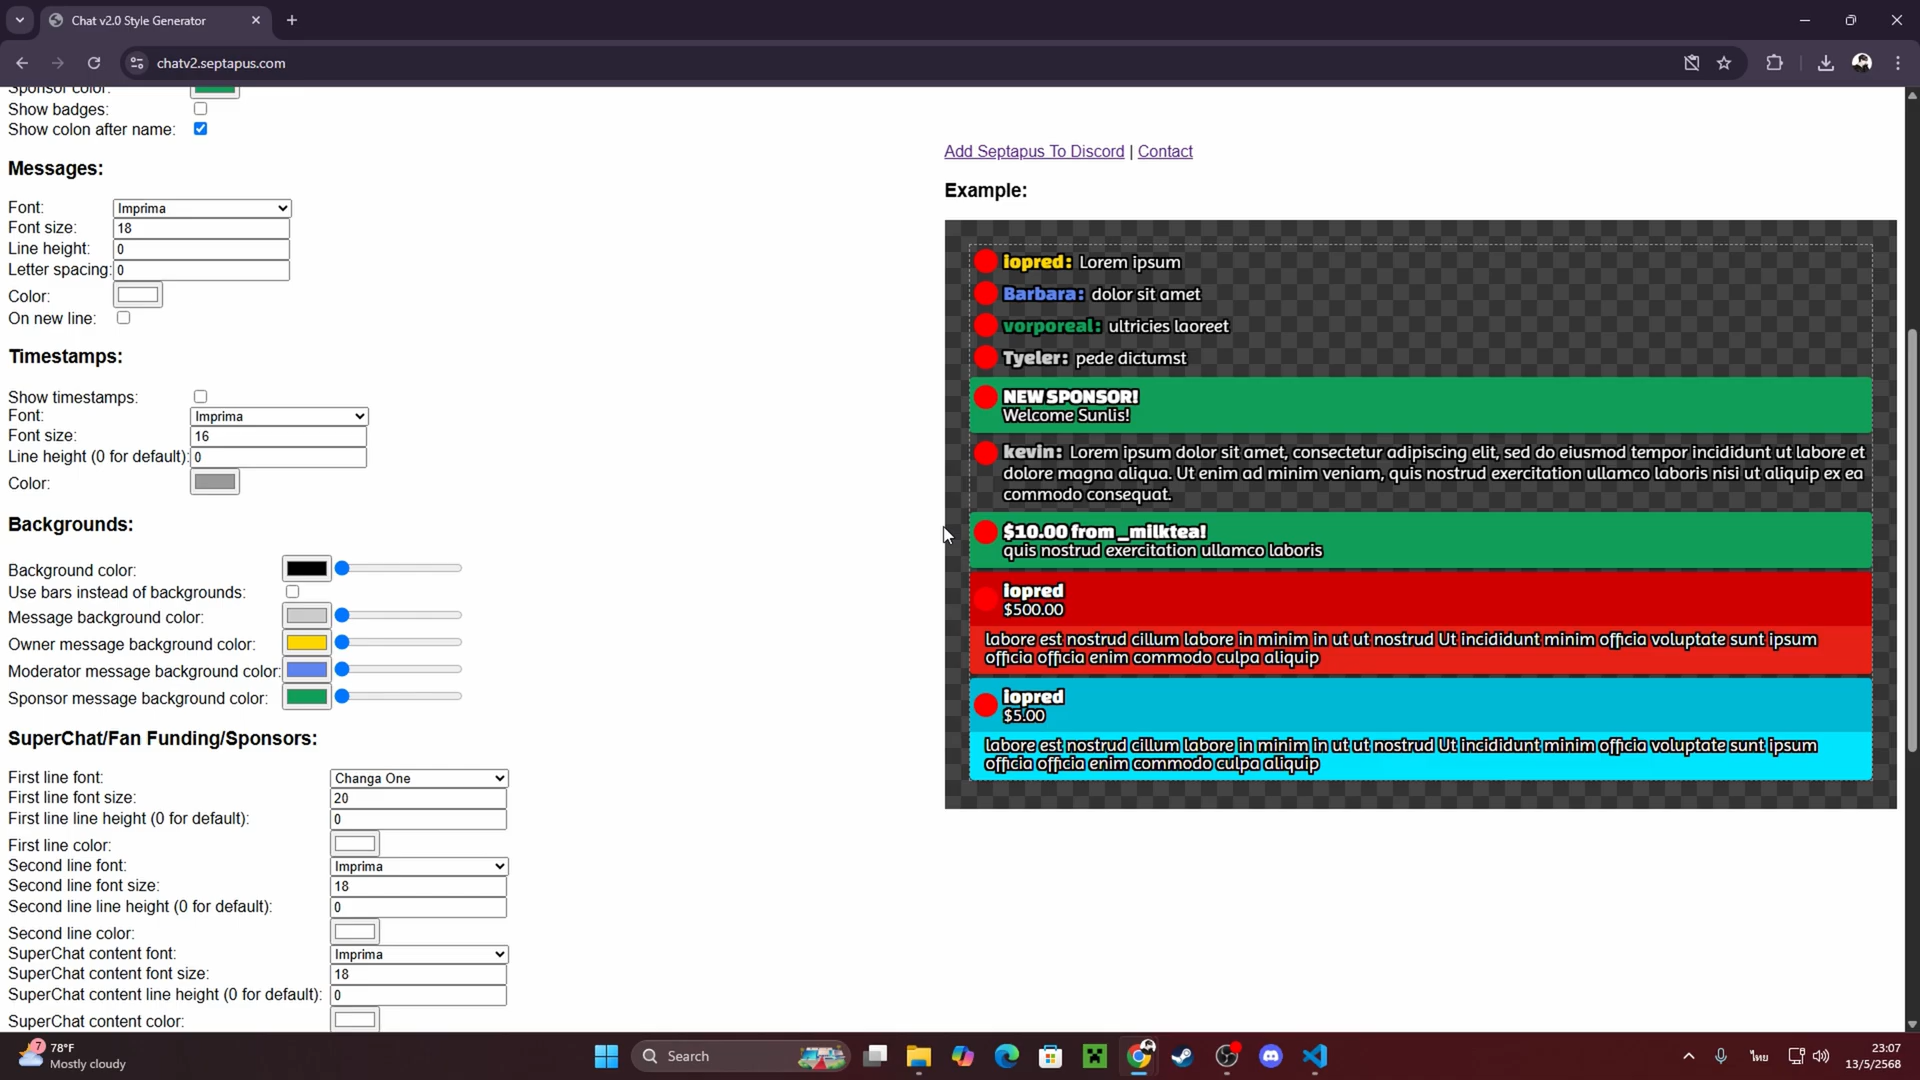 Chat v2.0 Style Generator
chatv2.septapus.com
Sponsor color:
Show badges:
Show colon after name:
Messages:
Font: Imprima
Font size: 18
Line height: 0
Letter spacing: 0
Color:
On new line:
Timestamps:
Show timestamps:
Font: Imprima
Font size: 16
Line height (0 for default): 0
Color:
Backgrounds:
Background color:
Use bars instead of backgrounds:
Message background color:
Owner message background color:
Moderator message background color:
Sponsor message background color:
SuperChat/Fan Funding/Sponsors:
First line font: Changa One
First line font size: 20
First line line height (0 for default): 0
First line color:
Second line font: Imprima
Second line font size: 18
Second line line height (0 for default): 0
Second line color:
SuperChat content font: Imprima
SuperChat content font size: 18
SuperChat content line height (0 for default): 0
SuperChat content color:
Add Septapus To Discord | Contact
Example:
iopred: Lorem ipsum
Barbara: dolor sit amet
vorporeal: ultricies laoreet
Tyeler: pede dictumst
NEW SPONSOR!
Welcome Sunlis!
kevin: Lorem ipsum dolor sit amet, consectetur adipiscing elit, sed do eiusmod tempor incididunt ut labore et
dolore magna aliqua. Ut enim ad minim veniam, quis nostrud exercitation ullamco laboris nisi ut aliquip ex ea
commodo consequat.
$10.00 from _milktea!
quis nostrud exercitation ullamco laboris
iopred
$500.00
labore est nostrud cillum labore in minim in ut ut nostrud Ut incididunt minim officia voluptate sunt ipsum
officia officia enim commodo culpa aliquip
iopred
$5.00
labore est nostrud cillum labore in minim in ut ut nostrud Ut incididunt minim officia voluptate sunt ipsum
officia officia enim commodo culpa aliquip
7
78°F
Mostly cloudy
Search
ไทย
23:07
13/5/2568